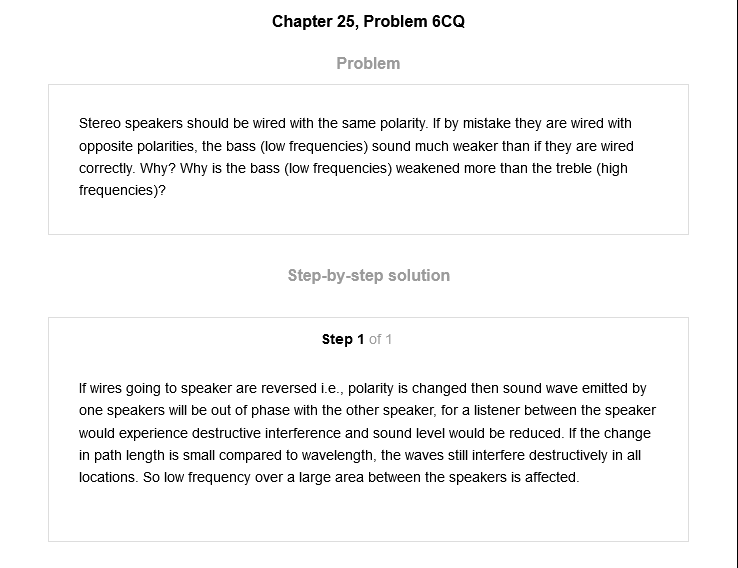 Chapter 25, Problem 6CQ
Problem
Stereo speakers should be wired with the same polarity. If by mistake they are wired with
opposite polarities, the bass (low frequencies) sound much weaker than if they are wired
correctly. Why? Why is the bass (low frequencies) weakened more than the treble (high
frequencies)?
Step-by-step solution
Step 1 of 1
If wires going to speaker are reversed i.e., polarity is changed then sound wave emitted by
one speakers will be out of phase with the other speaker, for a listener between the speaker
would experience destructive interference and sound level would be reduced. If the change
in path length is small compared to wavelength, the waves still interfere destructively in all
locations. So low frequency over a large area between the speakers is affected.